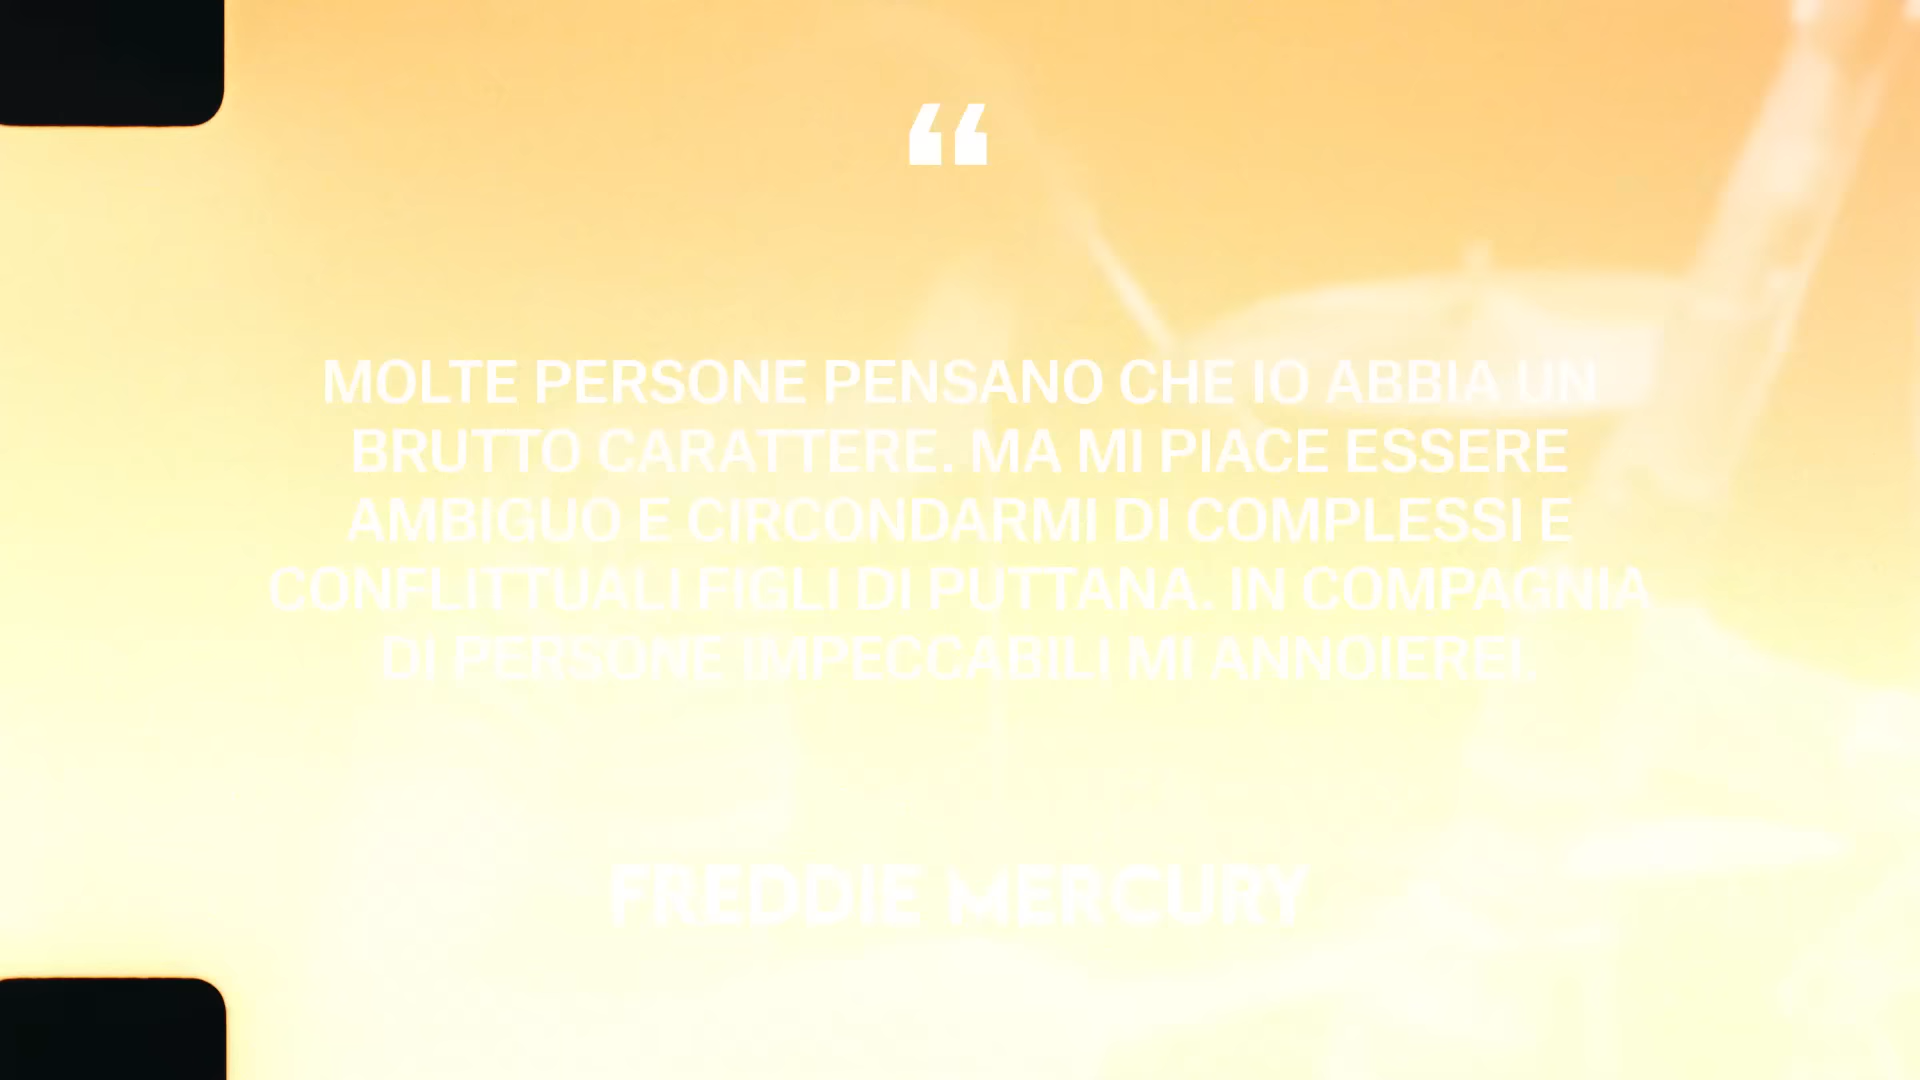 “
MOLTE PERSONE PENSANO CHE IO ABBIA UN
BRUTTO CARATTERE. MA MI PIACE ESSERE
AMBIGUO E CIRCONDARMI DI COMPLESSI E
CONFLITTUALI FIGLI DI PUTTANA. IN COMPAGNIA
DI PERSONE IMPECCABILI MI ANNOIEREI.
FREDDIE MERCURY